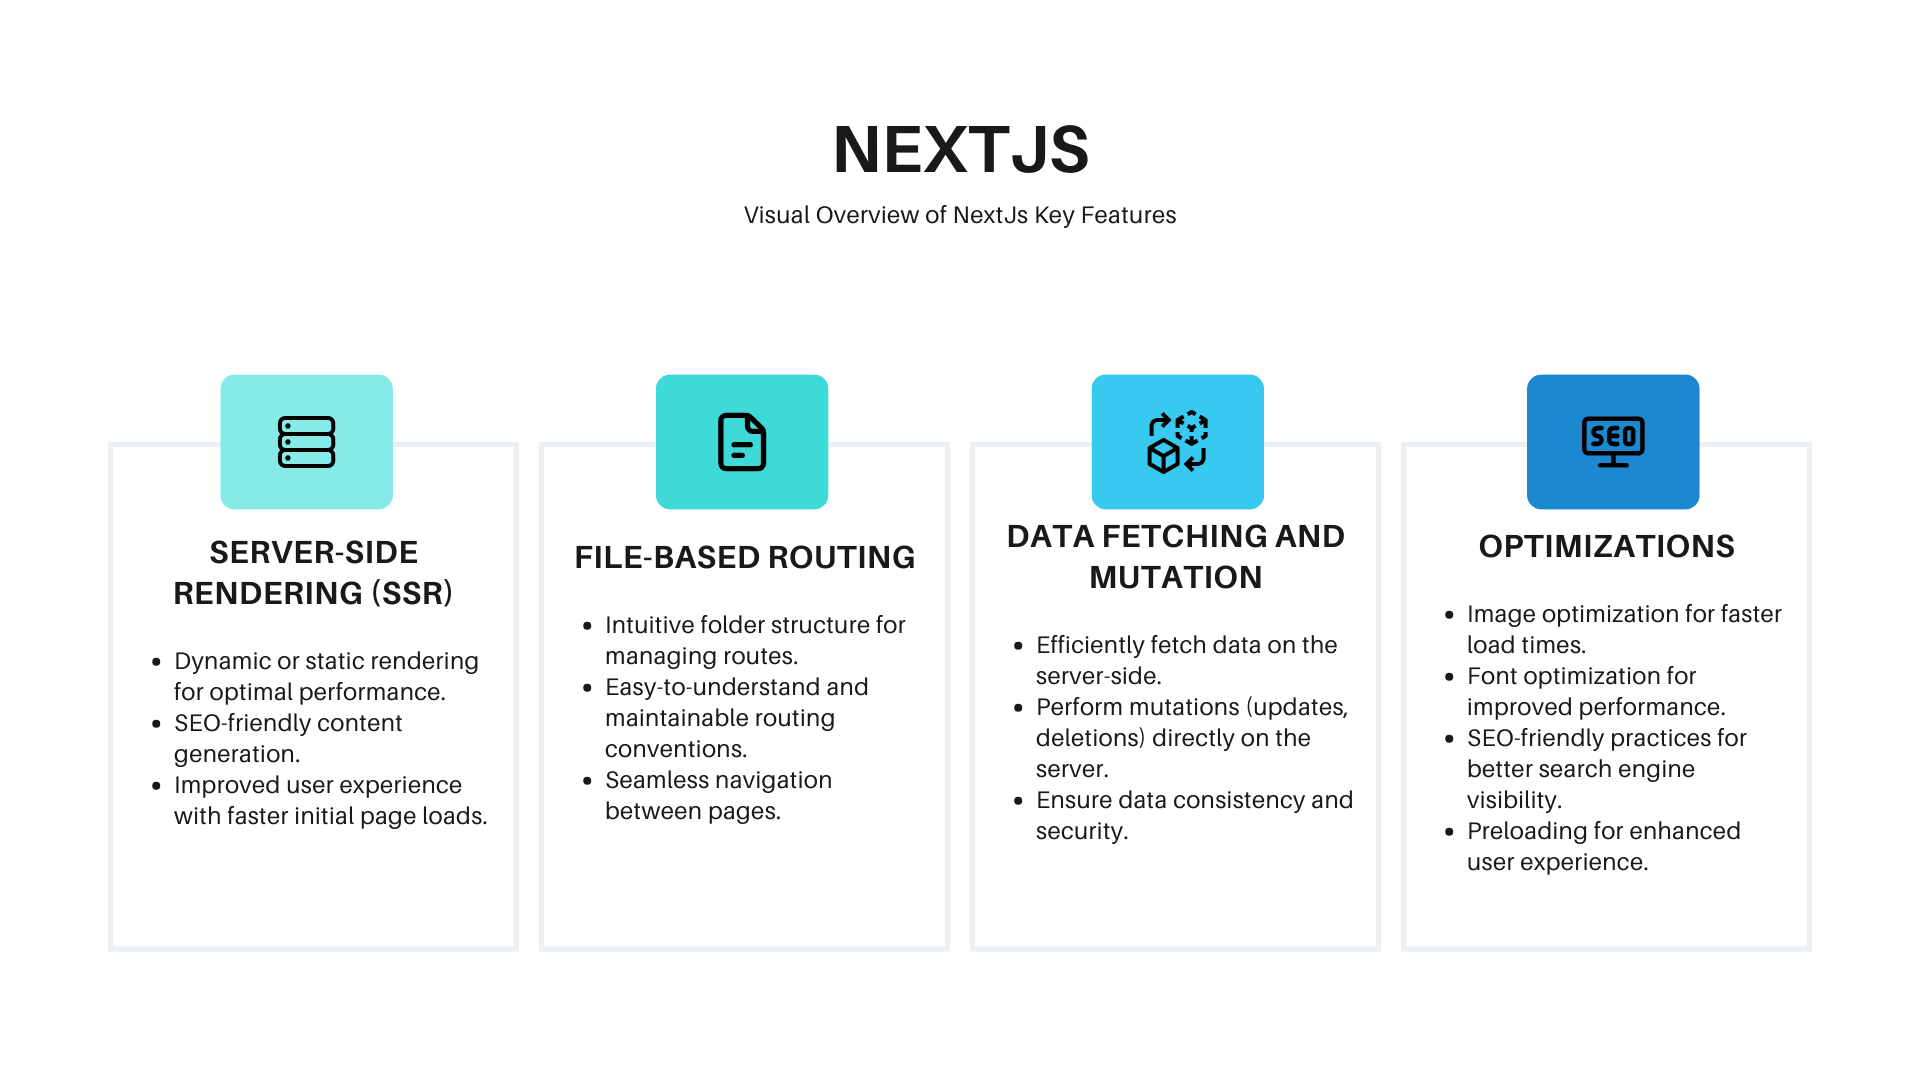 NEXTJS
Visual Overview of NextJs Key Features
SERVER-SIDE
RENDERING (SSR)
• Dynamic or static rendering
for optimal performance.
• SEO-friendly content
generation.
• Improved user experience
with faster initial page loads.
FILE-BASED ROUTING
• Intuitive folder structure for
managing routes.
• Easy-to-understand and
maintainable routing
conventions.
• Seamless navigation
between pages.
DATA FETCHING AND
MUTATION
• Efficiently fetch data on the
server-side.
• Perform mutations (updates,
deletions) directly on the
server.
• Ensure data consistency and
security.
SEO
OPTIMIZATIONS
• Image optimization for faster
load times.
• Font optimization for
improved performance.
• SEO-friendly practices for
better search engine
visibility.
• Preloading for enhanced
user experience.